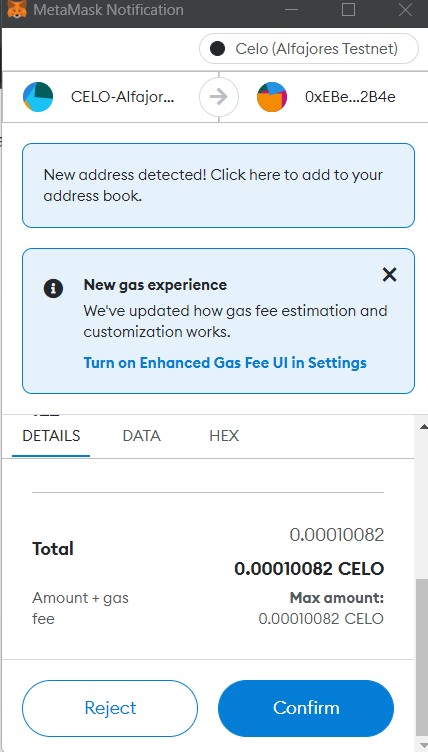 MetaMask Notification
Celo (Alfajores Testnet)
CELO-Alfajor...
0xEBe...2B4e
New address detected! Click here to add to your
address book.
New gas experience
We've updated how gas fee estimation and
customization works.
Turn on Enhanced Gas Fee UI in Settings
DETAILS
DATA
HEX
0.00010082
Total
0.00010082 CELO
Amount + gas
fee
Max amount:
0.00010082 CELO
Reject
Confirm